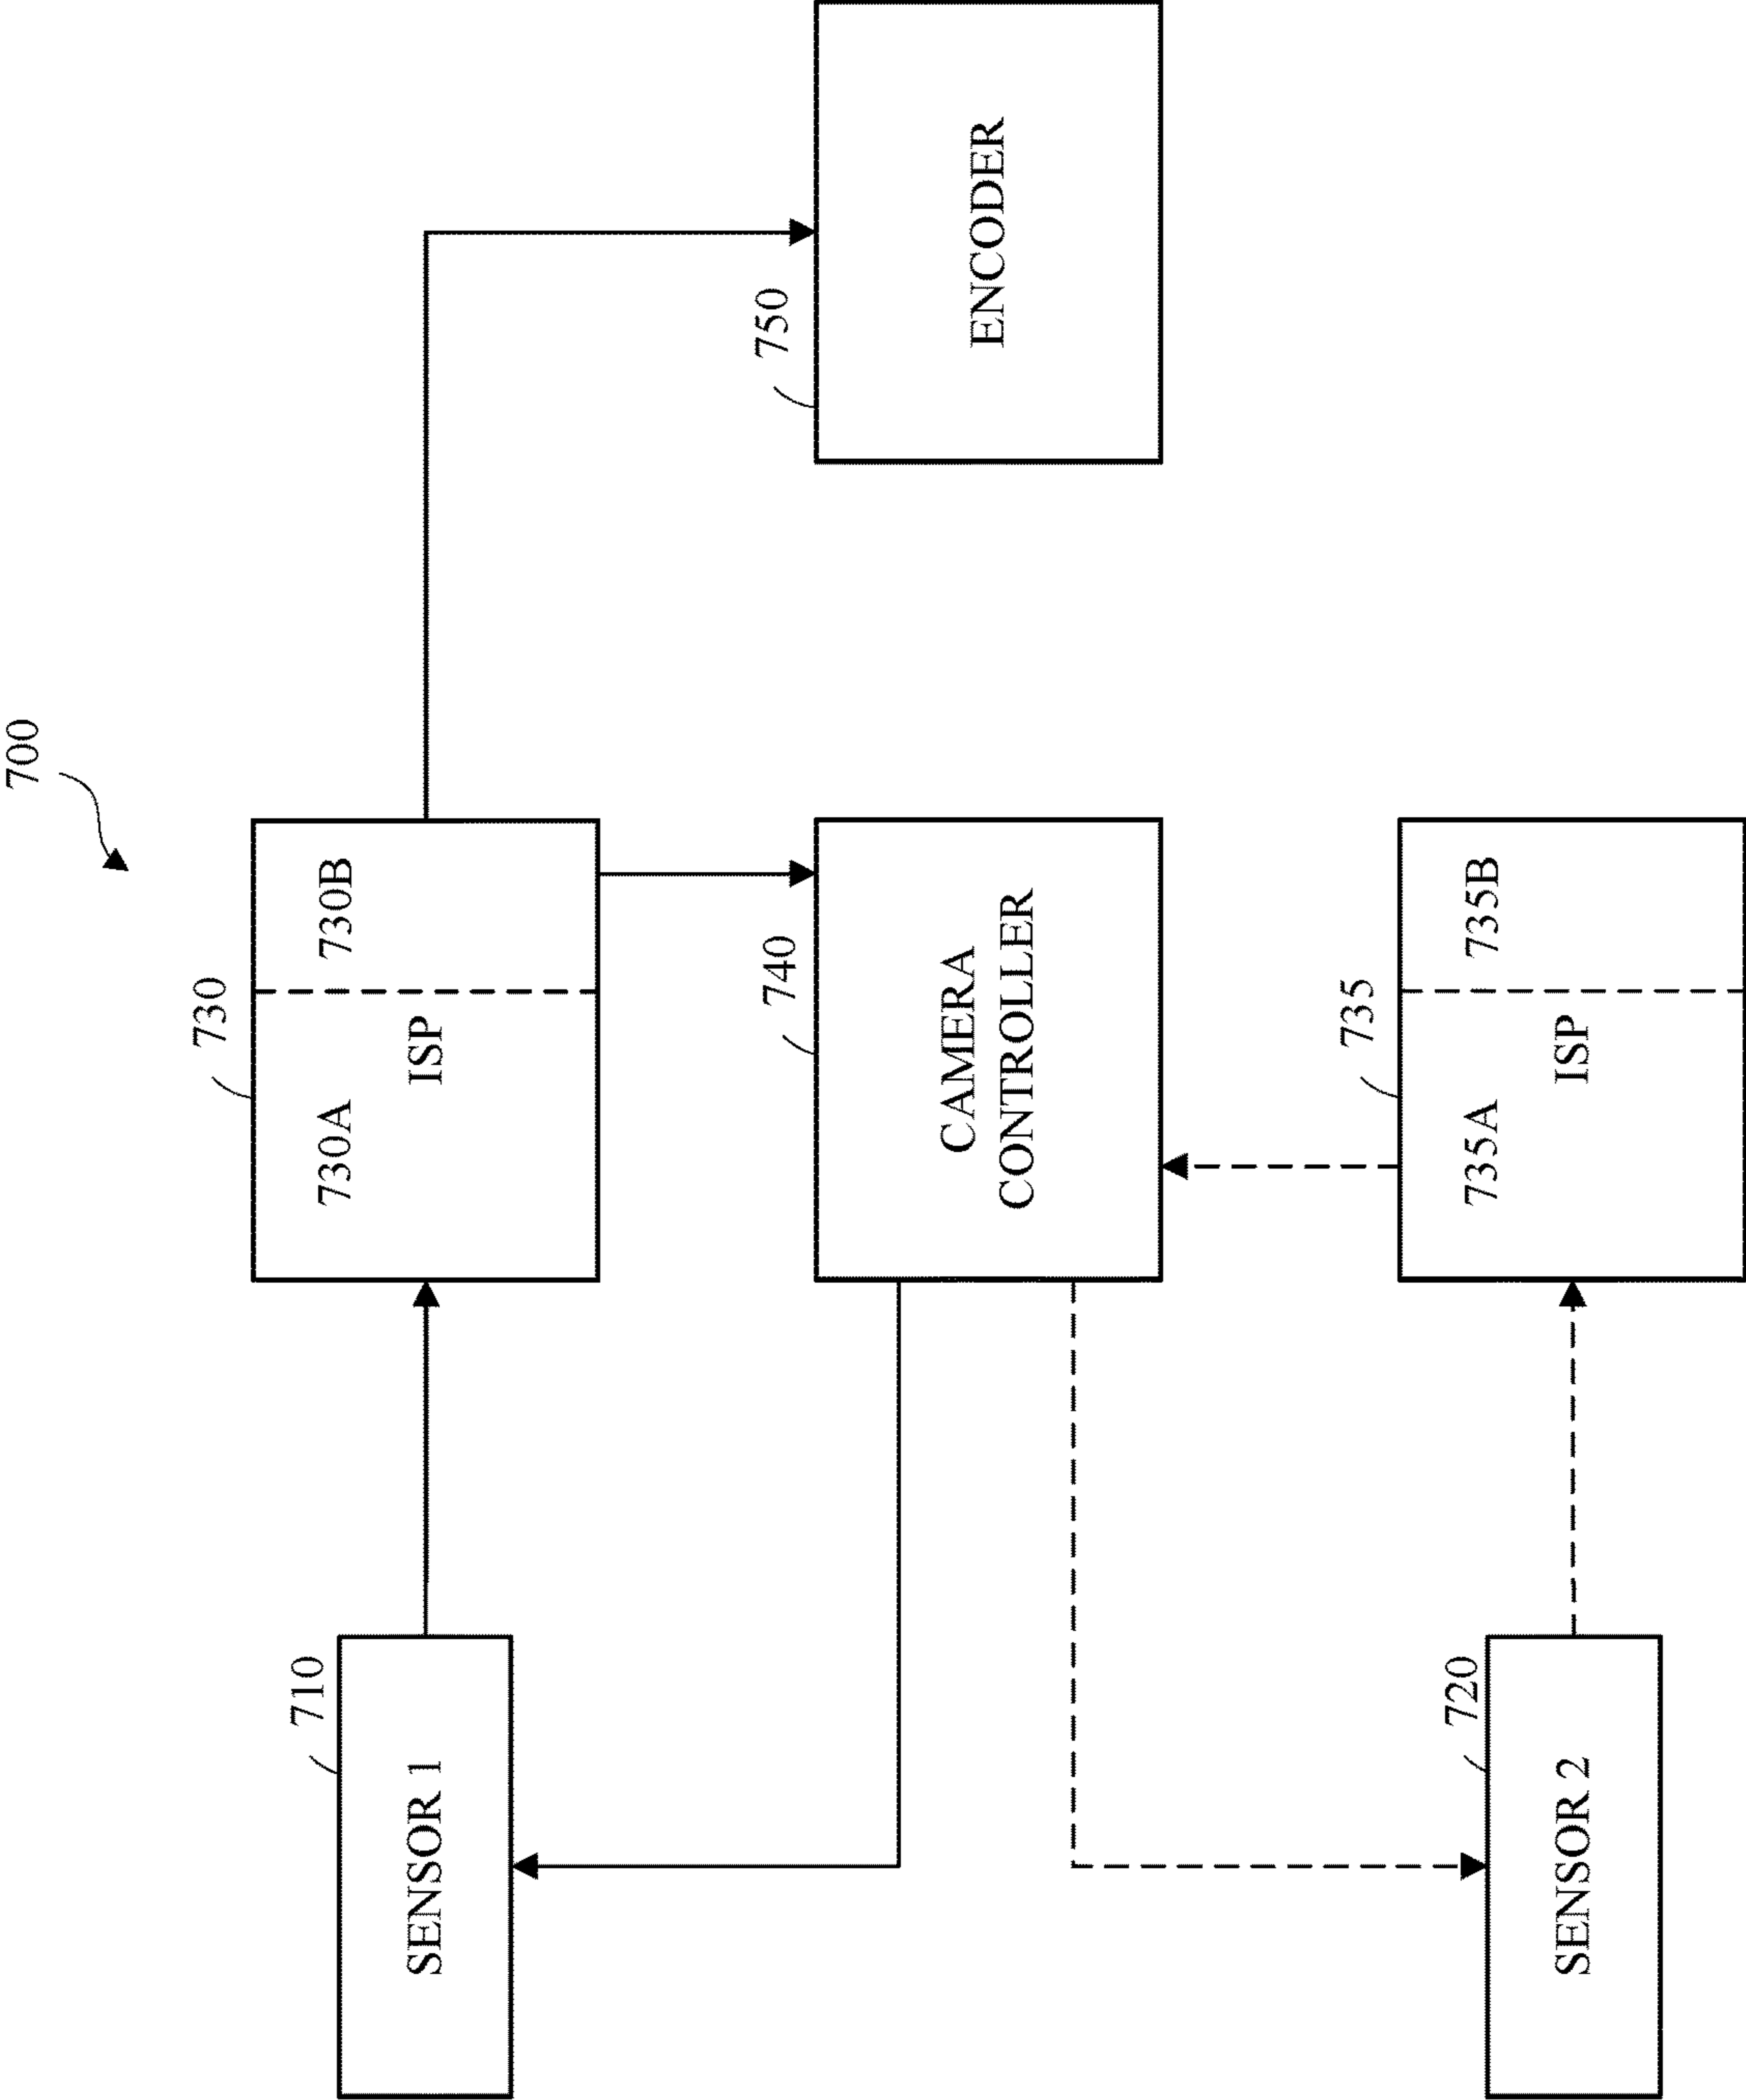 700
710
SENSOR 1
730
730A
730B
ISP
740
CAMERA
CONTROLLER
750
ENCODER
720
SENSOR 2
735
735A
735B
ISP